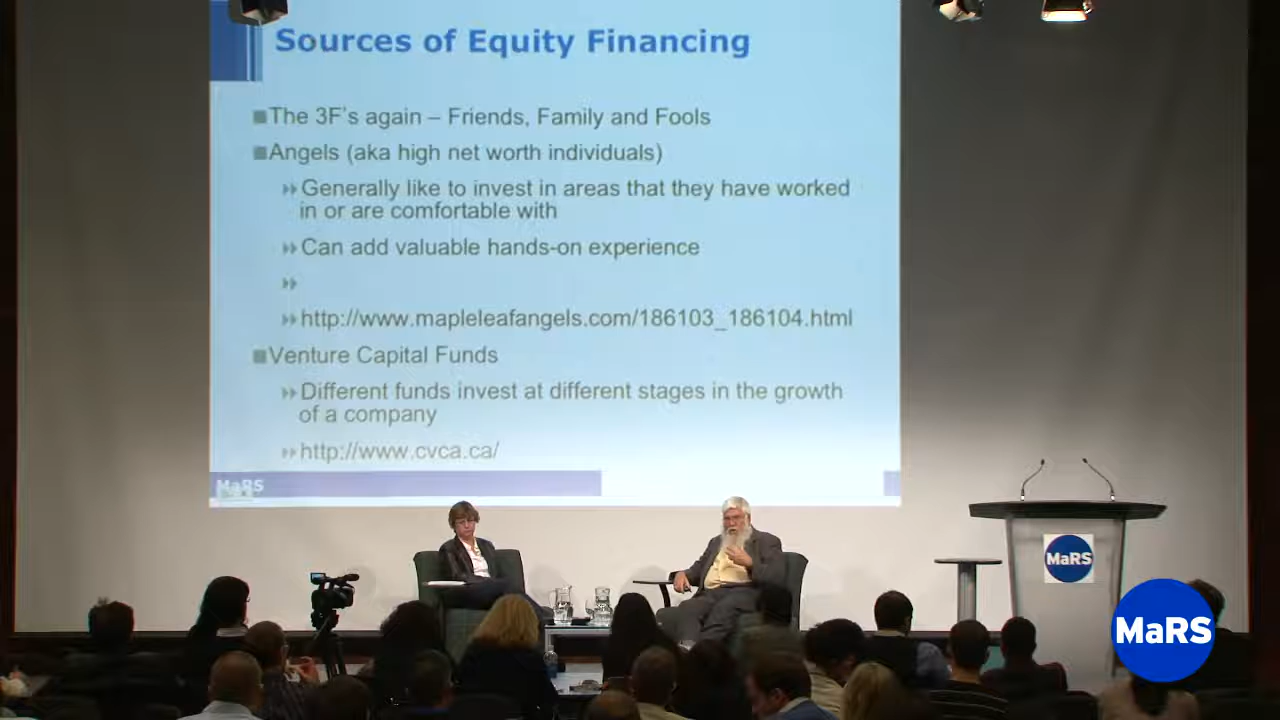 Sources of Equity Financing
The 3F's again – Friends, Family and Fools
Angels (aka high net worth individuals)
Generally like to invest in areas that they have worked
in or are comfortable with
Can add valuable hands-on experience
http://www.mapleleafangels.com/186103_186104.html
Venture Capital Funds
Different funds invest at different stages in the growth
of a company
http://www.cvca.ca/
MaRS
MaRS
MaRS